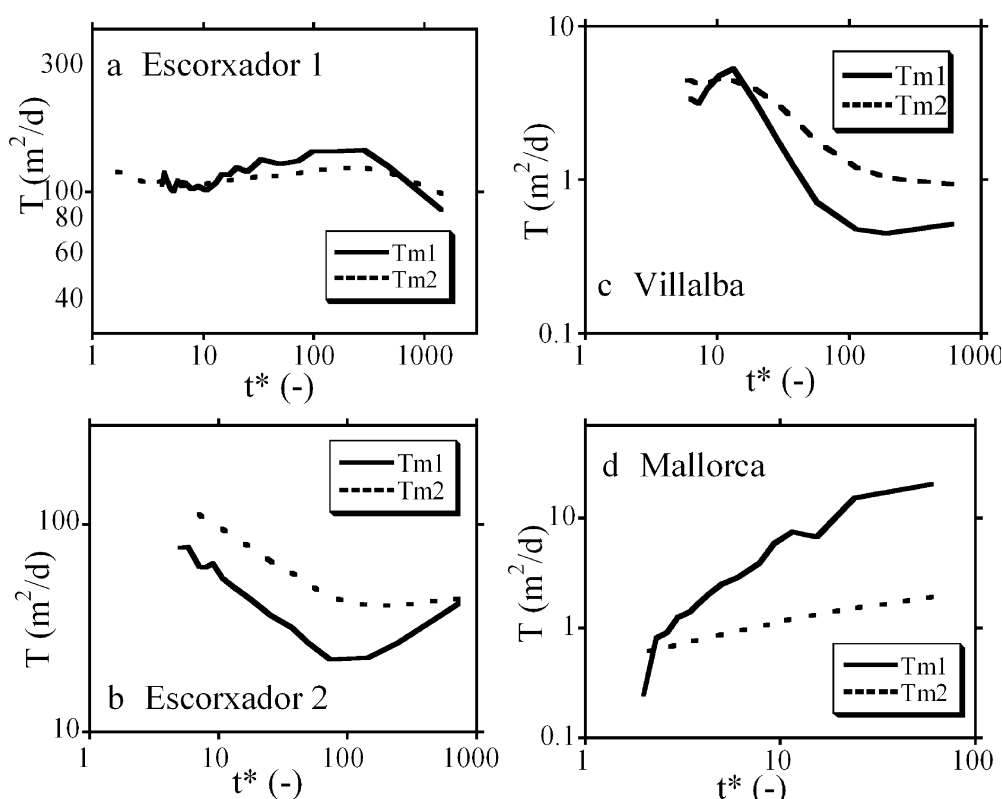 a Escorxador 1
T (m²/d)
300
100
80
60
40
Tm1
Tm2
1
10
100
1000
t* (-)
c Villalba
T (m²/d)
10
1
0.1
Tm1
Tm2
1
10
100
1000
t* (-)
b Escorxador 2
T (m²/d)
100
10
Tm1
Tm2
1
10
100
1000
t* (-)
d Mallorca
T (m²/d)
10
1
0.1
Tm1
Tm2
1
10
100
t* (-)